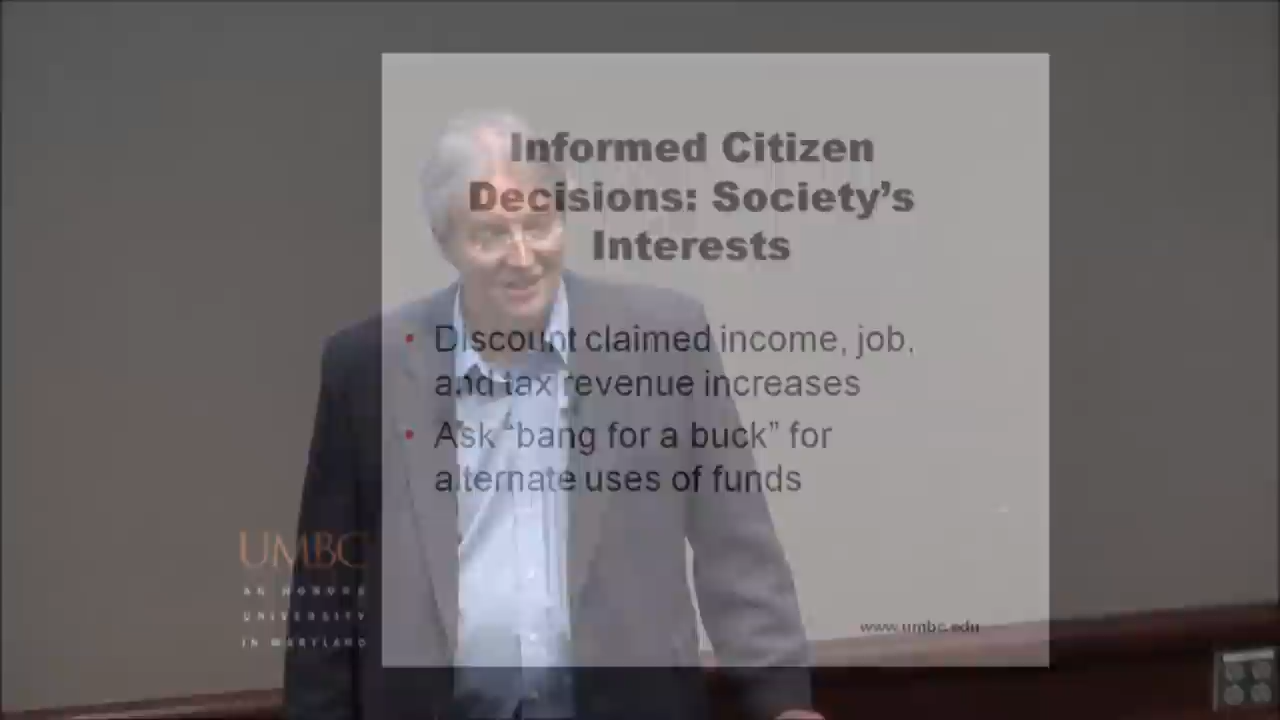 Informed Citizen
Decisions: Society's
Interests
• Discount claimed income, job,
and tax revenue increases
• Ask "bang for a buck" for
alternate uses of funds
UMBC
AN HONORS
UNIVERSITY
IN MARYLAND
www.umbc.edu